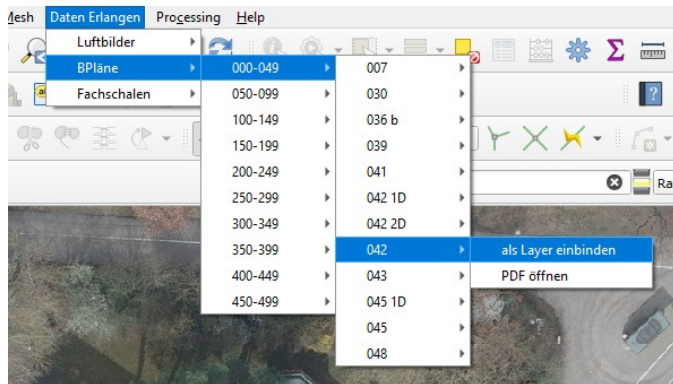 Mesh Daten Erlangen Processing Help
Luftbilder
BPläne
Fachschalen
000-049
050-099
100-149
150-199
200-249
250-299
300-349
350-399
400-449
450-499
007
030
036 b
039
041
042 1D
042 2D
042
043
045 1D
045
048
als Layer einbinden
PDF öffnen
Ra